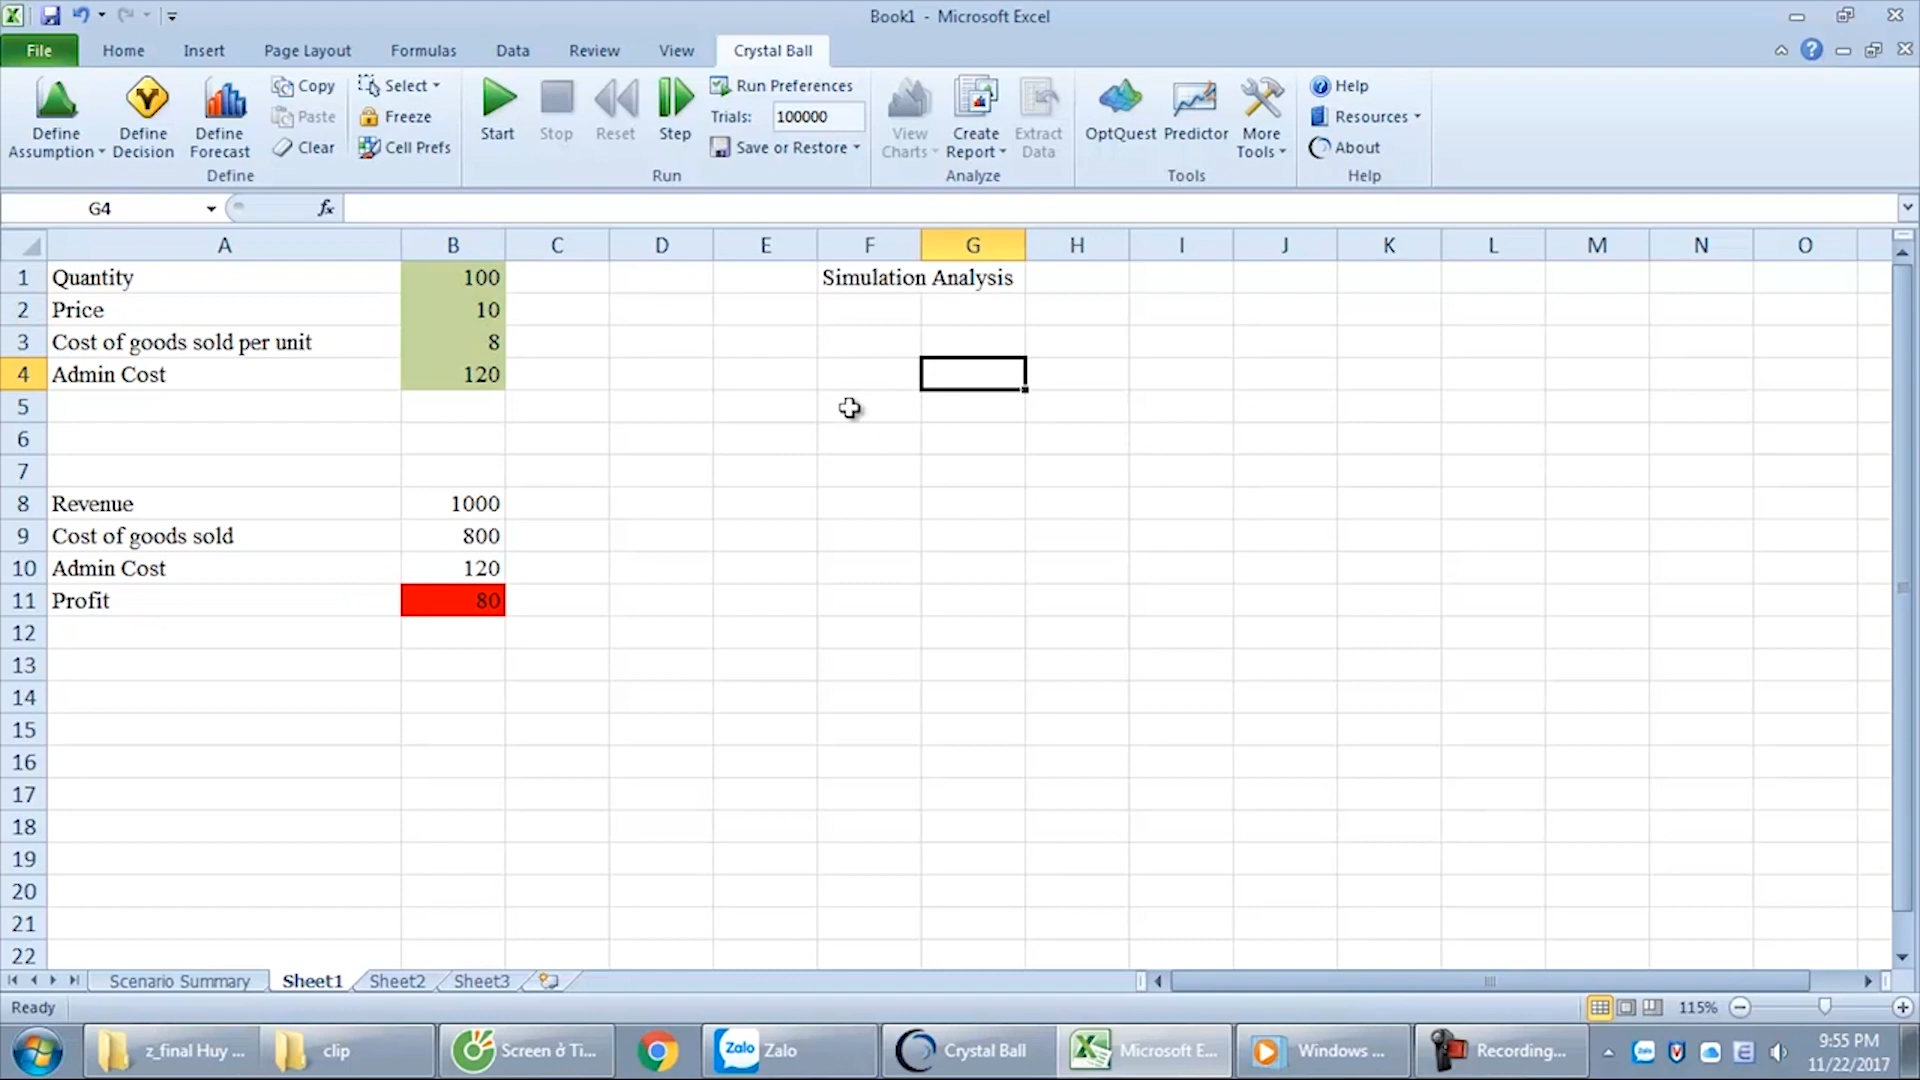 Book1 - Microsoft Excel
File Home Insert Page Layout Formulas Data Review View Crystal Ball
Define Assumption
Define Decision
Define Forecast
Copy
Paste
Clear
Select
Freeze
Cell Prefs
Define
Start
Stop
Reset
Step
Run Preferences
Trials: 100000
Save or Restore
Run
View Charts
Create Report
Extract Data
Analyze
OptQuest
Predictor
More Tools
Tools
Help
Resources
About
Help
G4 fx
A B C D E F G H I J K L M N O
1 Quantity 100 Simulation Analysis
2 Price 10
3 Cost of goods sold per unit 8
4 Admin Cost 120
5
6
7
8 Revenue 1000
9 Cost of goods sold 800
10 Admin Cost 120
11 Profit 80
12
13
14
15
16
17
18
19
20
21
22
Scenario Summary Sheet1 Sheet2 Sheet3
Ready 115%
z_final Huy ... clip Screen ở Ti... Zalo Zalo Crystal Ball Microsoft E... Windows ... Recording...
9:55 PM
11/22/2017